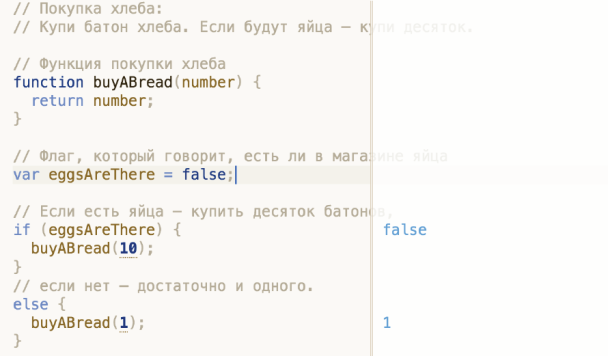 // Покупка хлеба:
// Купи батон хлеба. Если будут яйца — купи десяток.
// Функция покупки хлеба
function buyABread(number) {
return number;
}
// Флаг, который говорит, есть ли в магазине яйца
var eggsAreThere = false;
// Если есть яйца — купить десяток батонов,
if (eggsAreThere) { false
buyABread(10);
}
// если нет — достаточно и одного.
else {
buyABread(1); 1
}